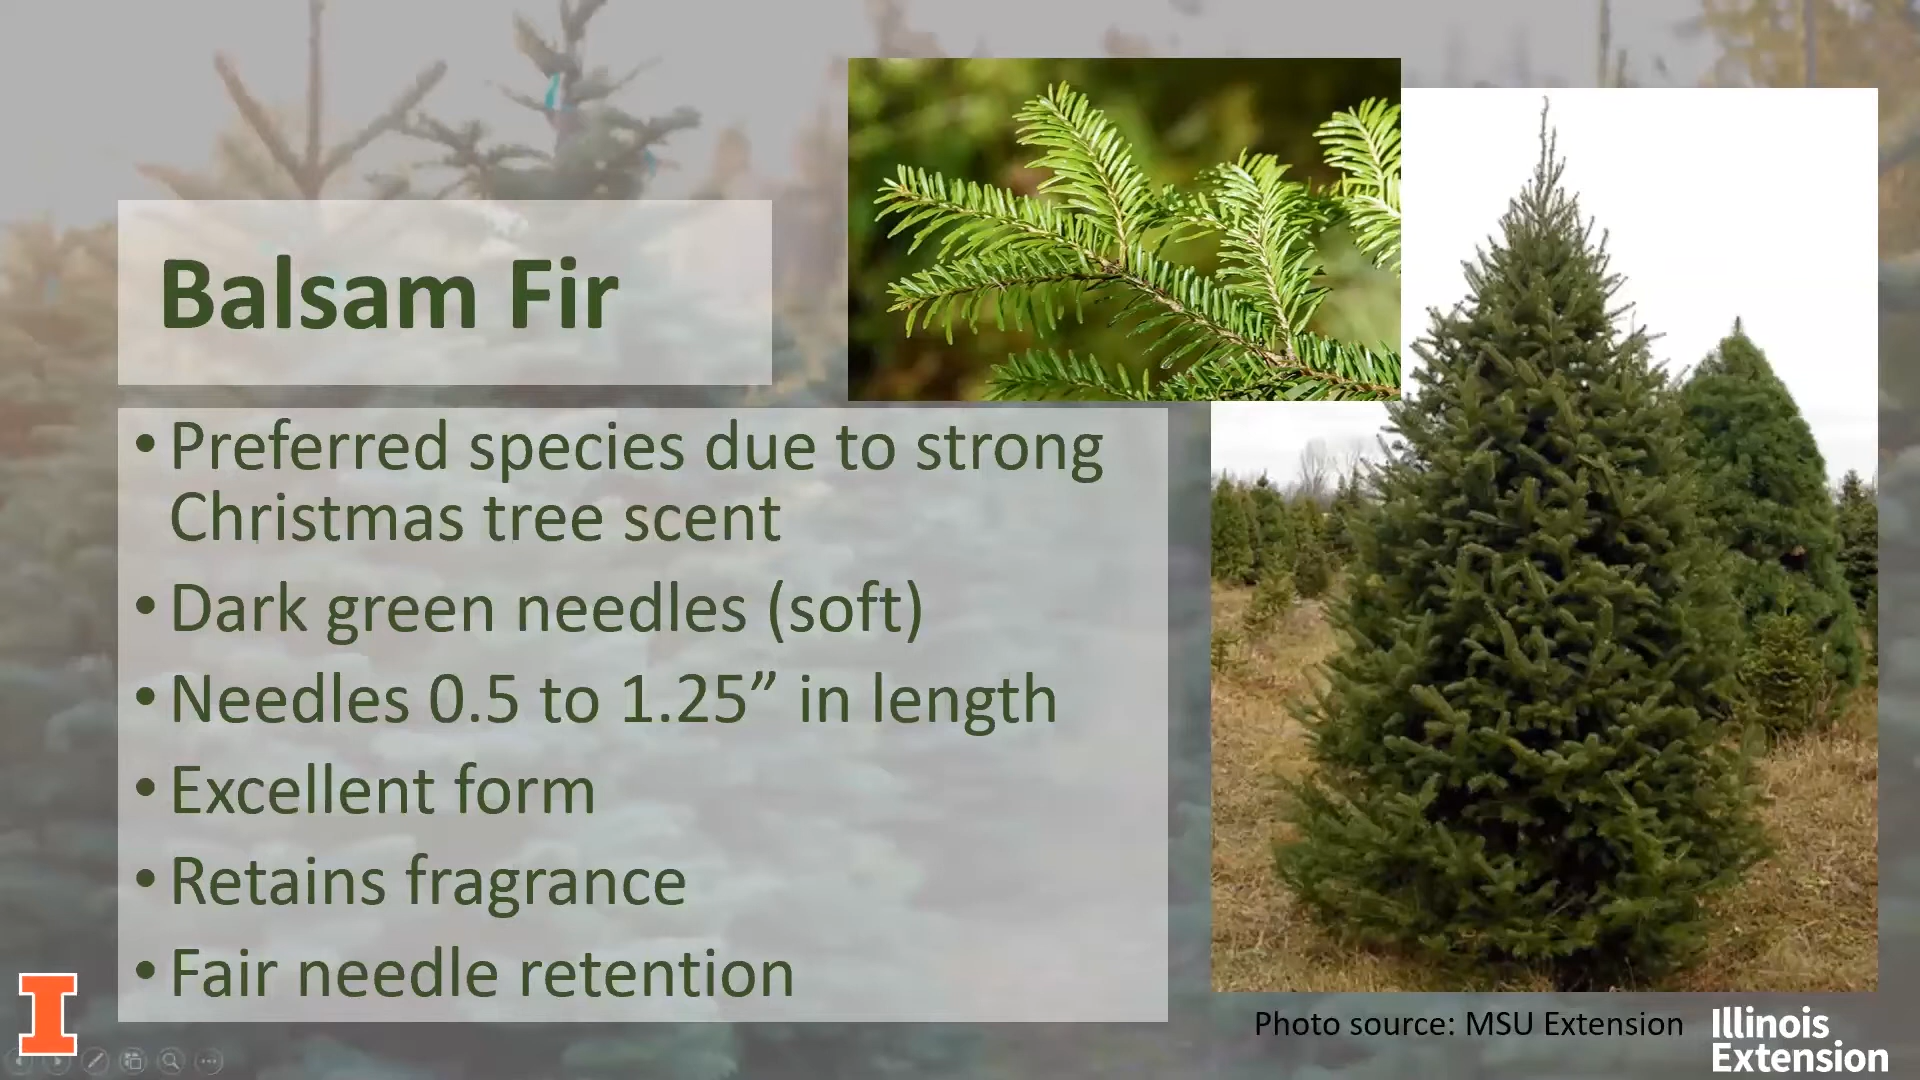 Balsam Fir
• Preferred species due to strong
Christmas tree scent
• Dark green needles (soft)
• Needles 0.5 to 1.25” in length
• Excellent form
• Retains fragrance
• Fair needle retention
I
Photo source: MSU Extension
Illinois
Extension